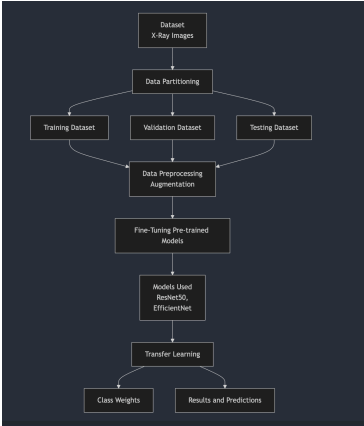 Dataset
X-Ray Images
Data Partitioning
Training Dataset
Validation Dataset
Testing Dataset
Data Preprocessing
Augmentation
Fine-Tuning Pre-trained
Models
Models Used
ResNet50,
EfficientNet
Transfer Learning
Class Weights
Results and Predictions